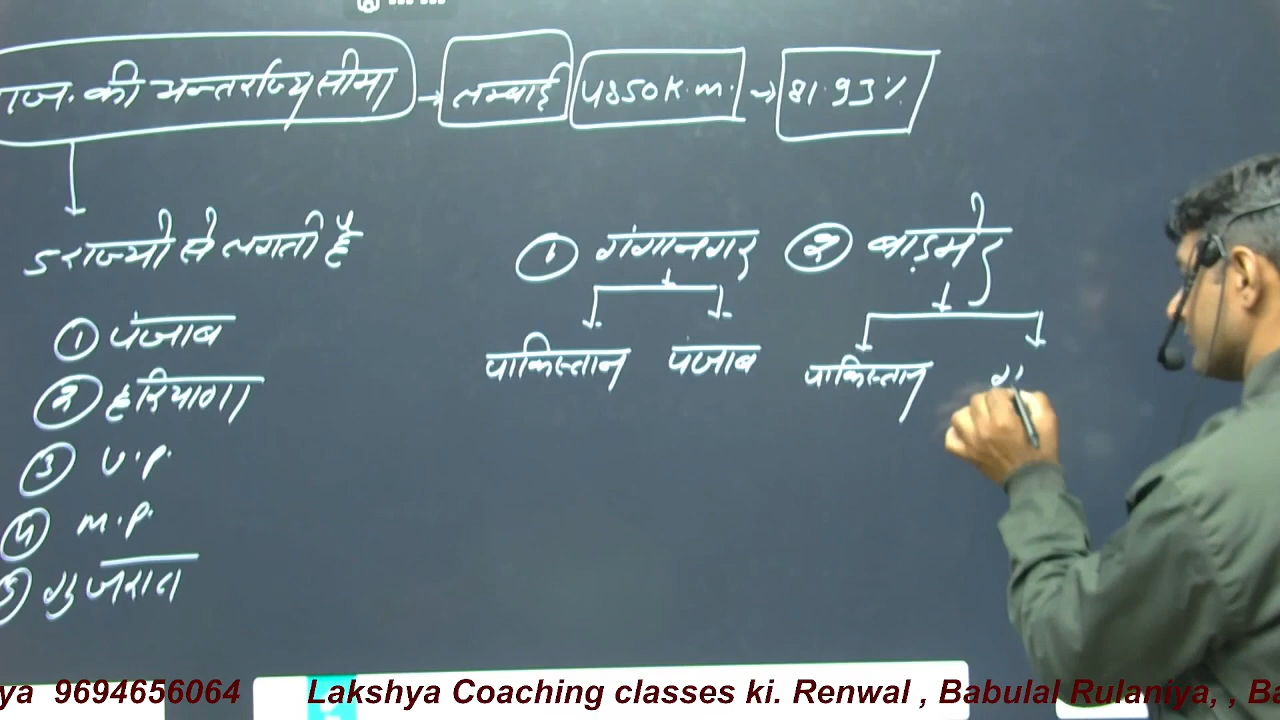 राज. की अन्तर्राज्य सीमा → लम्बाई 4850 K.m. → 81.93%
5 राज्यो से लगती है
① पंजाब
② हरियाणा
③ U.P.
④ M.P.
⑤ गुजरात
① गंगानगर
पाकिस्तान पंजाब
② बाड़मेर
पाकिस्तान गु
ya 9694656064 Lakshya Coaching classes ki. Renwal , Babulal Rulaniya, , Ba